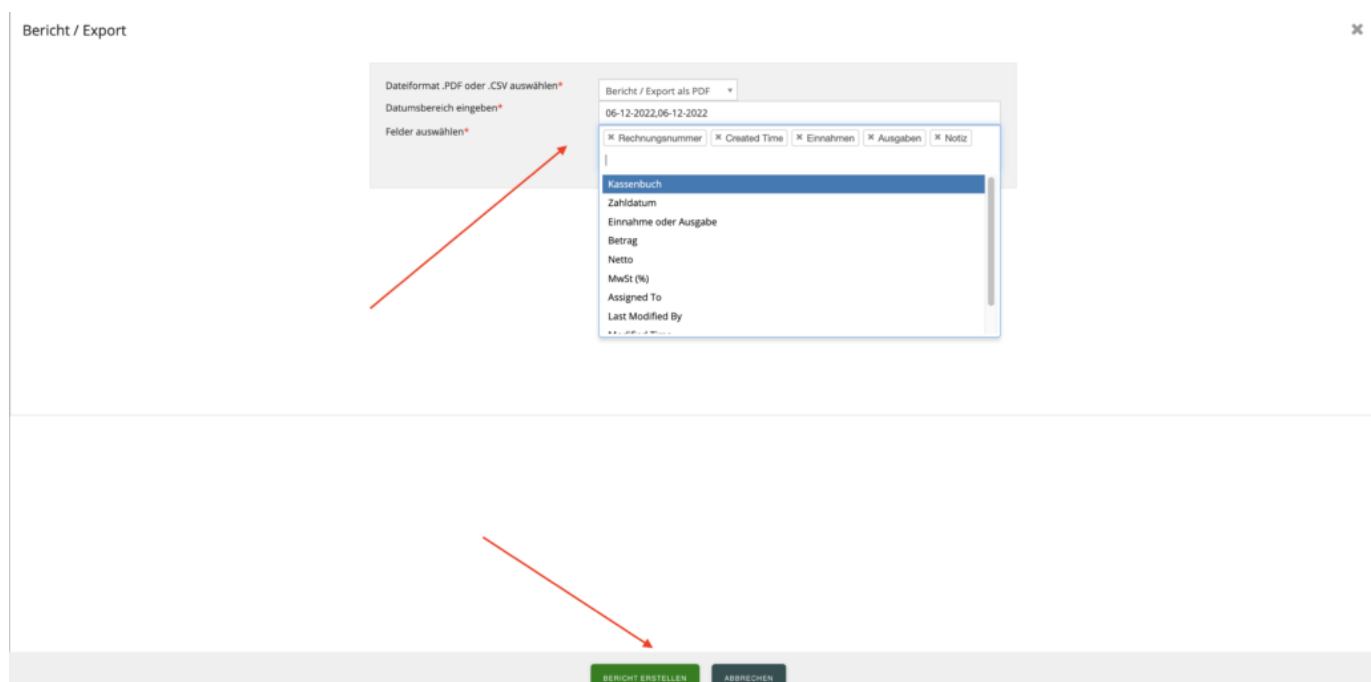 Bericht / Export
Dateiformat .PDF oder .CSV auswählen*
Bericht / Export als PDF
Datumsbereich eingeben*
06-12-2022,06-12-2022
Felder auswählen*
Rechnungsnummer Created Time Einnahmen Ausgaben Notiz
Kassenbuch
Zahldatum
Einnahme oder Ausgabe
Betrag
Netto
MwSt (%)
Assigned To
Last Modified By
Modified Time
BERICHT ERSTELLEN ABBRECHEN